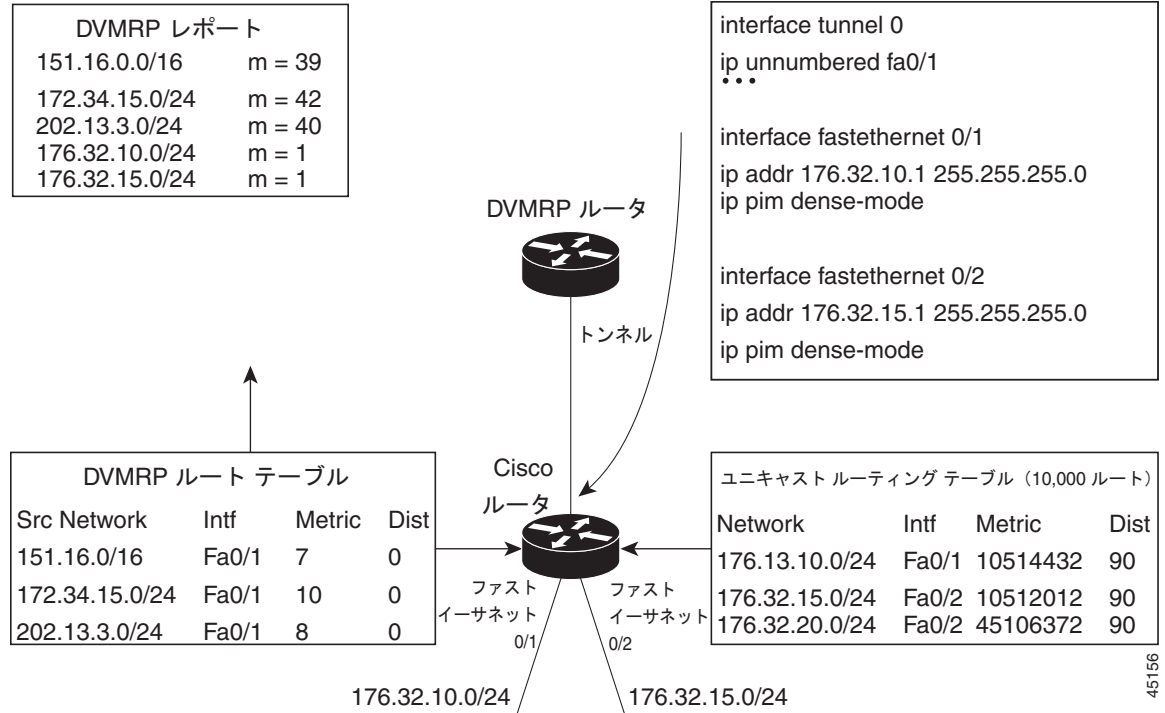 DVMRP レポート
151.16.0.0/16 m = 39
172.34.15.0/24 m = 42
202.13.3.0/24 m = 40
176.32.10.0/24 m = 1
176.32.15.0/24 m = 1
interface tunnel 0
ip unnumbered fa0/1
•••
interface fastethernet 0/1
ip addr 176.32.10.1 255.255.255.0
ip pim dense-mode
interface fastethernet 0/2
ip addr 176.32.15.1 255.255.255.0
ip pim dense-mode
DVMRP ルータ
トンネル
DVMRP ルート テーブル
Src Network Intf Metric Dist
151.16.0/16 Fa0/1 7 0
172.34.15.0/24 Fa0/1 10 0
202.13.3.0/24 Fa0/1 8 0
Cisco
ルータ
ユニキャスト ルーティング テーブル（10,000 ルート）
Network Intf Metric Dist
176.13.10.0/24 Fa0/1 10514432 90
176.32.15.0/24 Fa0/2 10512012 90
176.32.20.0/24 Fa0/2 45106372 90
ファスト
イーサネット
0/1
ファスト
イーサネット
0/2
176.32.10.0/24
176.32.15.0/24
45156